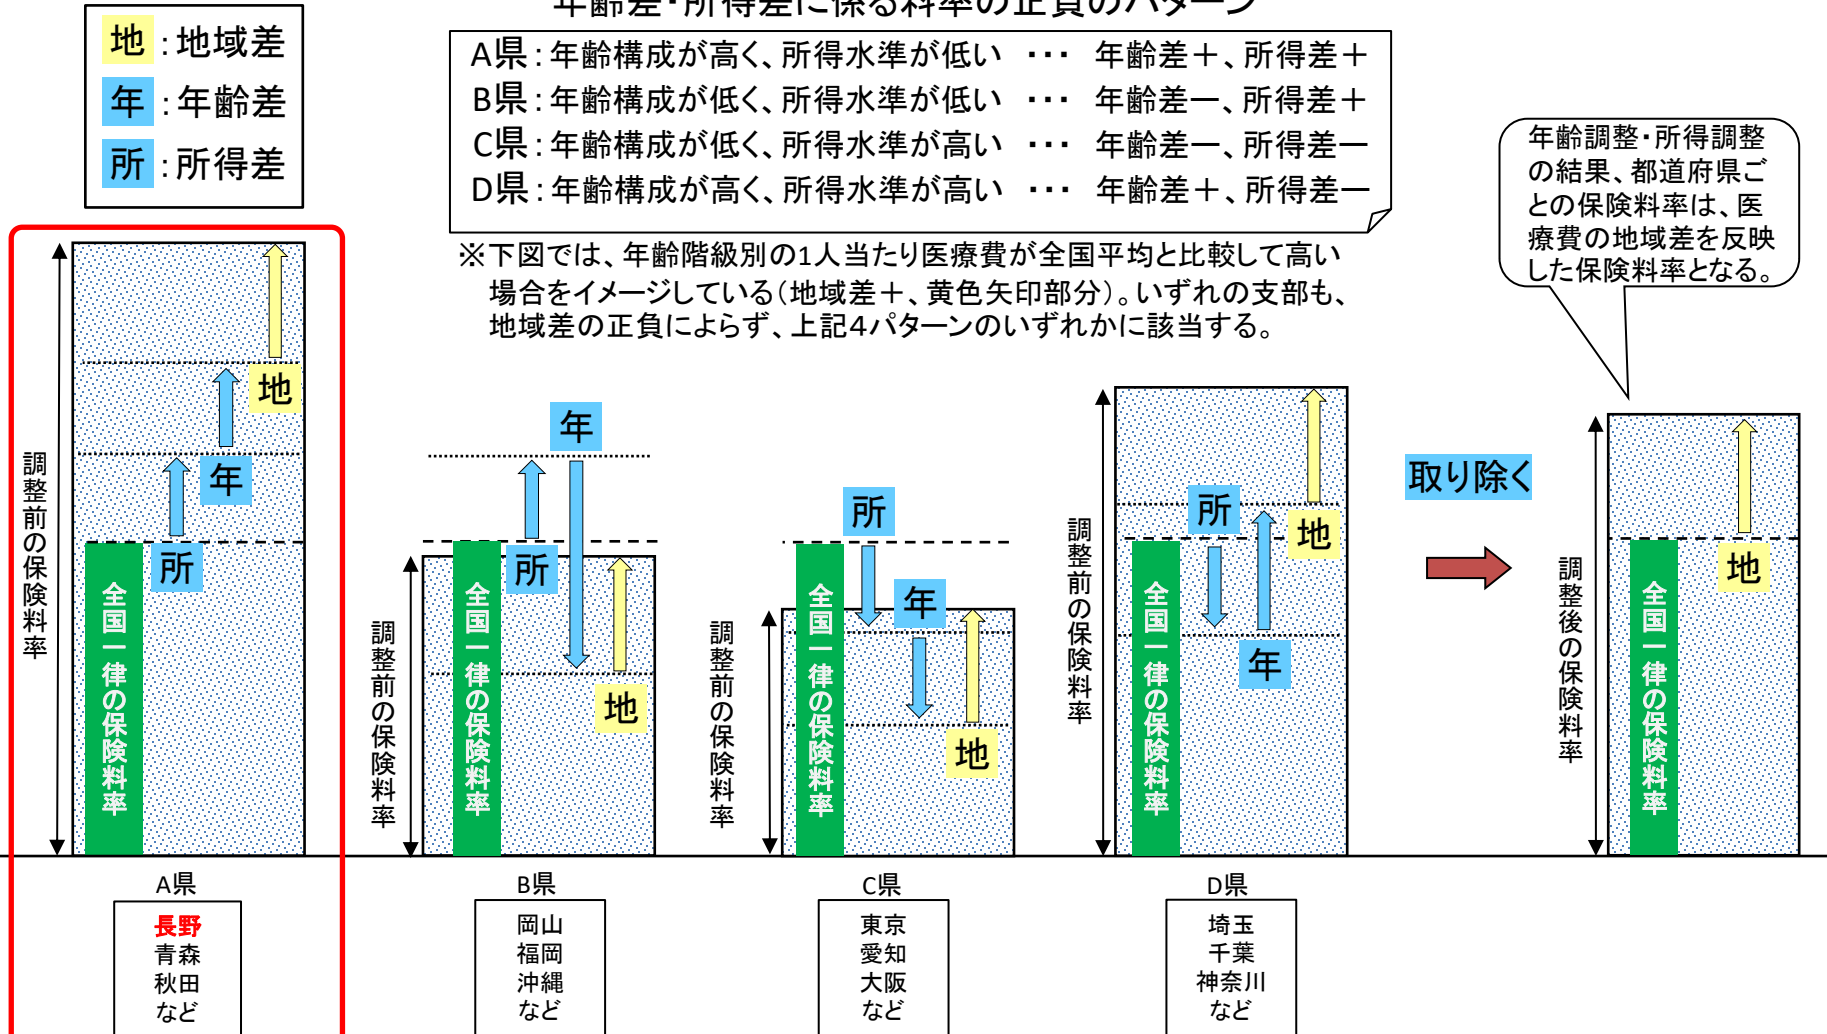 年齢差・所得差に係る料率の正負のパターン
地：地域差
年：年齢差
所：所得差
A県：年齢構成が高く、所得水準が低い ・・・ 年齢差＋、所得差＋
B県：年齢構成が低く、所得水準が低い ・・・ 年齢差ー、所得差＋
C県：年齢構成が低く、所得水準が高い ・・・ 年齢差ー、所得差ー
D県：年齢構成が高く、所得水準が高い ・・・ 年齢差＋、所得差ー
※下図では、年齢階級別の1人当たり医療費が全国平均と比較して高い
場合をイメージしている（地域差＋、黄色矢印部分）。いずれの支部も、
地域差の正負によらず、上記４パターンのいずれかに該当する。
年齢調整・所得調整
の結果、都道府県ご
との保険料率は、医
療費の地域差を反映
した保険料率となる。
調整前の保険料率
全国一律の保険料率
所
年
地
A県
長野
青森
秋田
など
調整前の保険料率
全国一律の保険料率
所
年
地
B県
岡山
福岡
沖縄
など
調整前の保険料率
全国一律の保険料率
所
年
地
C県
東京
愛知
大阪
など
調整前の保険料率
全国一律の保険料率
所
年
地
D県
埼玉
千葉
神奈川
など
取り除く
調整後の保険料率
全国一律の保険料率
地